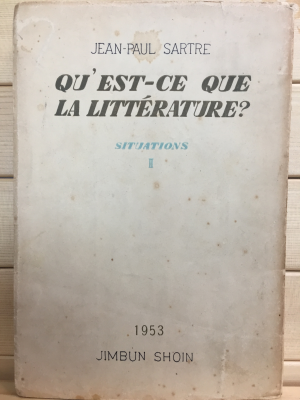 JEAN-PAUL SARTRE
QU'EST-CE QUE
LA LITTÉRATURE?
SITUATIONS
II
1953
JIMBUN SHOIN